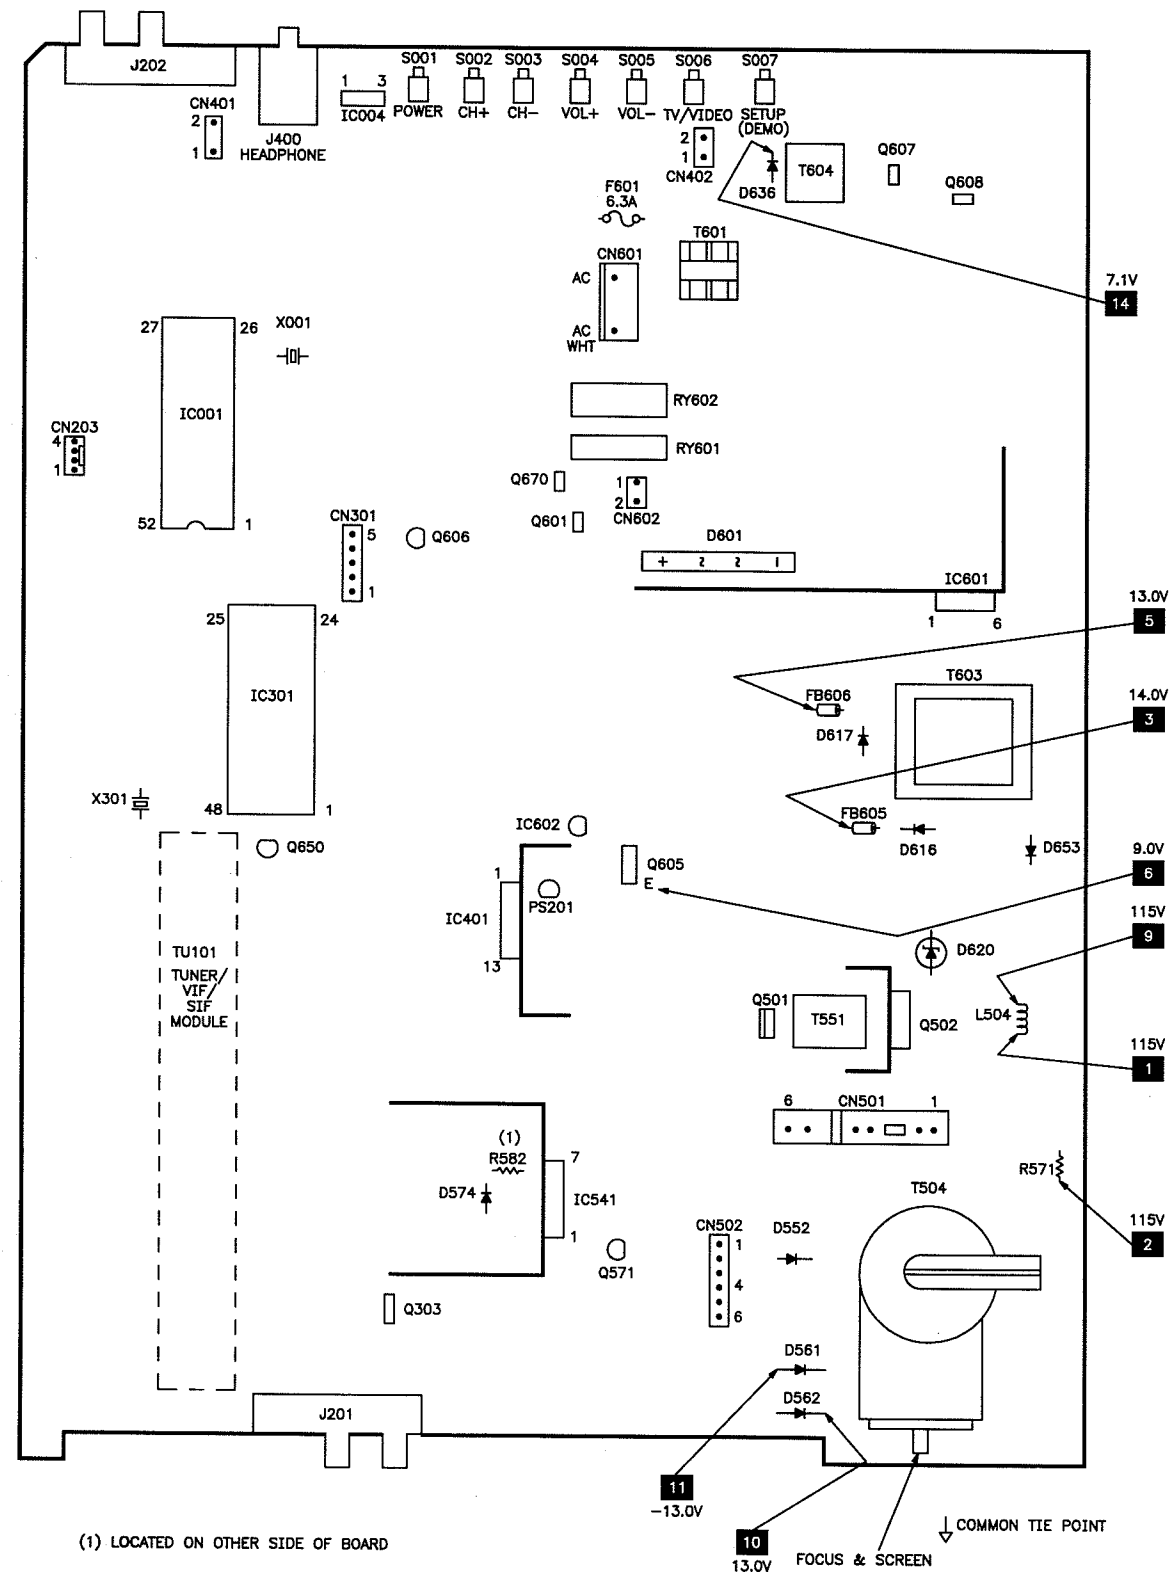 J202
S001 S002 S003 S004 S005 S006 S007
1 3
IC004
POWER CH+ CH- VOL+ VOL- TV/VIDEO SETUP
(DEMO)
CN401
2
1
J400
HEADPHONE
2
1
CN402
D636
T604
Q607
Q608
F601
6.3A
T601
CN601
AC
AC
WHT
7.1V
14
27 26
X001
IC001
RY602
CN203
4
1
RY601
Q670
1
2
CN602
Q601
52 1
CN301
5
1
Q606
D601
+ ~ ~ -
IC601
1 6
13.0V
5
25 24
IC301
T603
FB606
D617
14.0V
3
X301
48 1
FB605
D616
D653
IC602
Q650
Q605
E
9.0V
6
1
IC401
PS201
13
115V
9
D620
TU101
TUNER/
VIF/
SIF
MODULE
Q501
T551
Q502
L504
115V
1
6 CN501 1
(1)
R582
7
D574
IC541
1
R571
T504
115V
2
CN502
1
4
6
D552
Q571
Q303
D561
D562
J201
11
-13.0V
10
13.0V
FOCUS & SCREEN
COMMON TIE POINT
(1) LOCATED ON OTHER SIDE OF BOARD